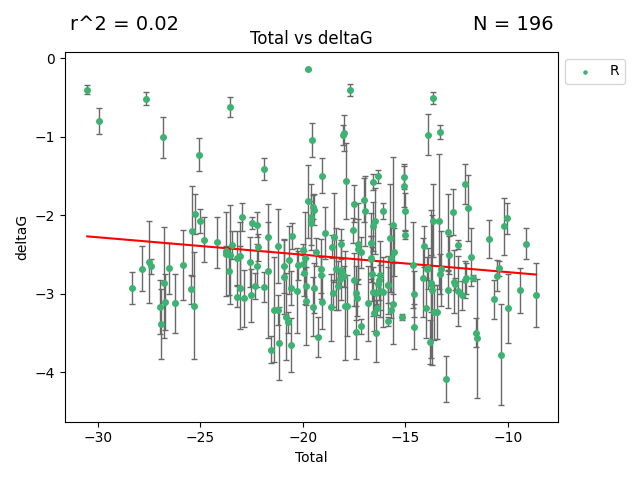 r^2 = 0.02
N = 196
Total vs deltaG
R
0
−1
−2
−3
−4
deltaG
−30
−25
−20
−15
−10
Total